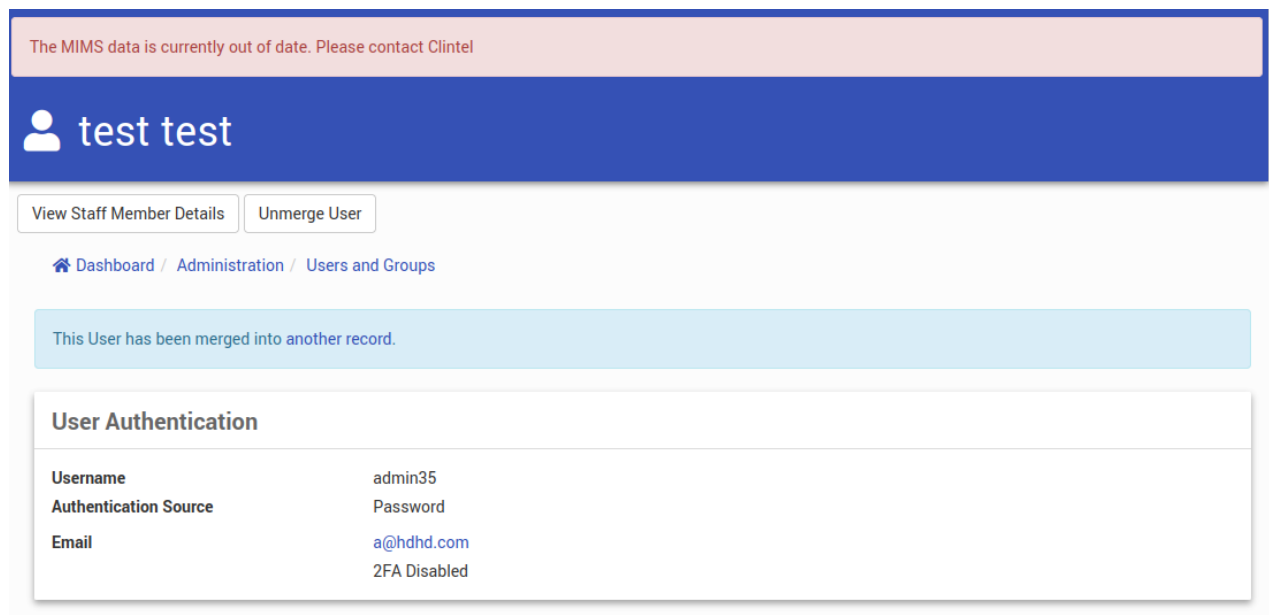 The MIMS data is currently out of date. Please contact Clintel
test test
View Staff Member Details Unmerge User
Dashboard / Administration / Users and Groups
This User has been merged into another record.
User Authentication
Username admin35
Authentication Source Password
Email a@hdhd.com
2FA Disabled